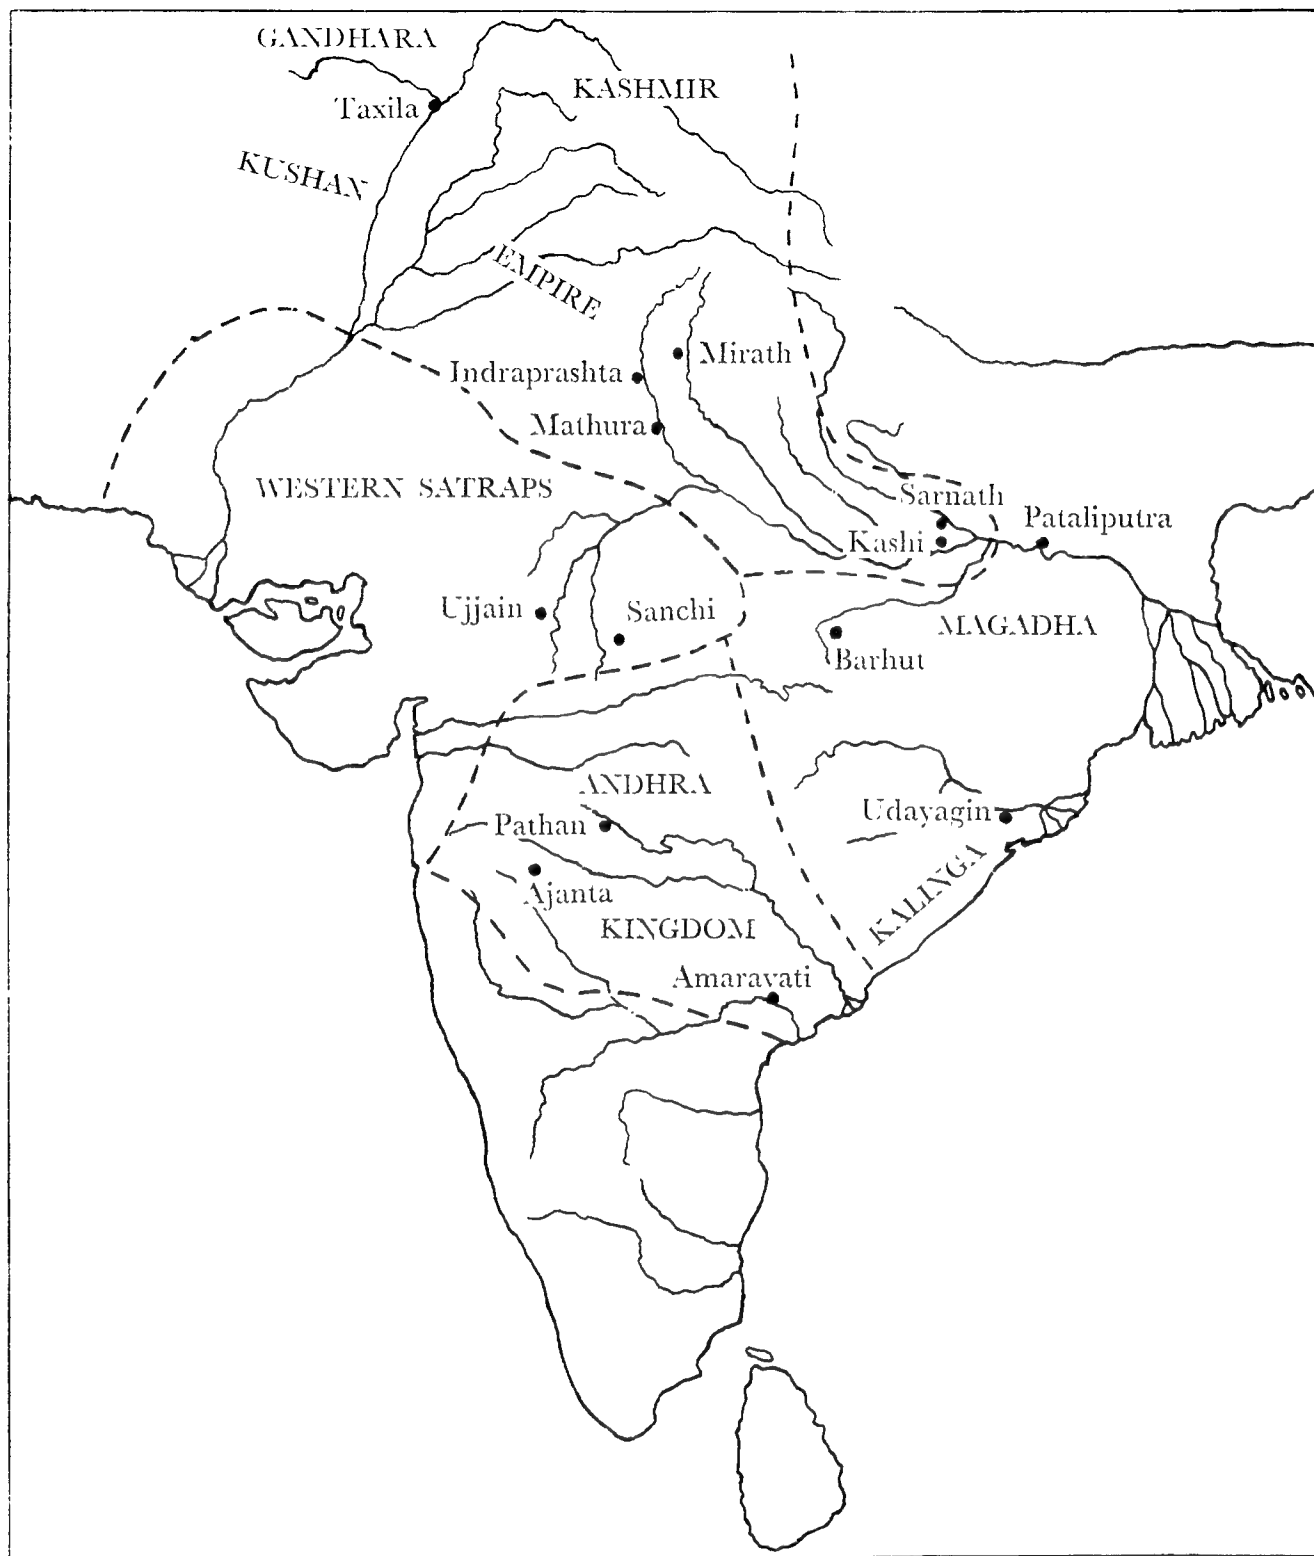 GANDHARA
KASHMIR
Taxila
KUSHAN
EMPIRE
Mirath
Indraprashta
Mathura
WESTERN SATRAPS
Sarnath
Pataliputra
Kashi
Ujjain
Sanchi
MAGADHA
Barhut
ANDHRA
Udayagin
Pathan
KALINGA
Ajanta
KINGDOM
Amaravati